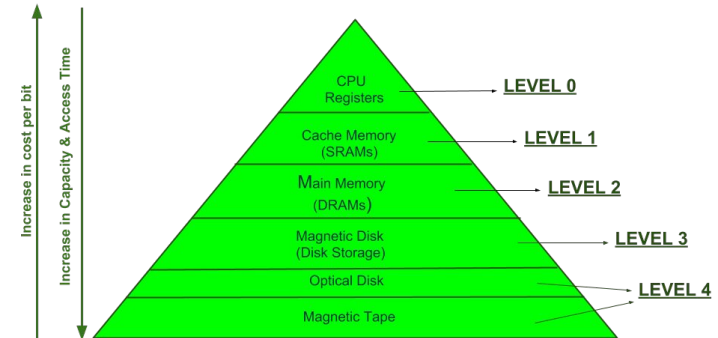 Increase in cost per bit
Increase in Capacity & Access Time
CPU
Registers
LEVEL 0
Cache Memory
(SRAMs)
LEVEL 1
Main Memory
(DRAMs)
LEVEL 2
Magnetic Disk
(Disk Storage)
LEVEL 3
Optical Disk
LEVEL 4
Magnetic Tape